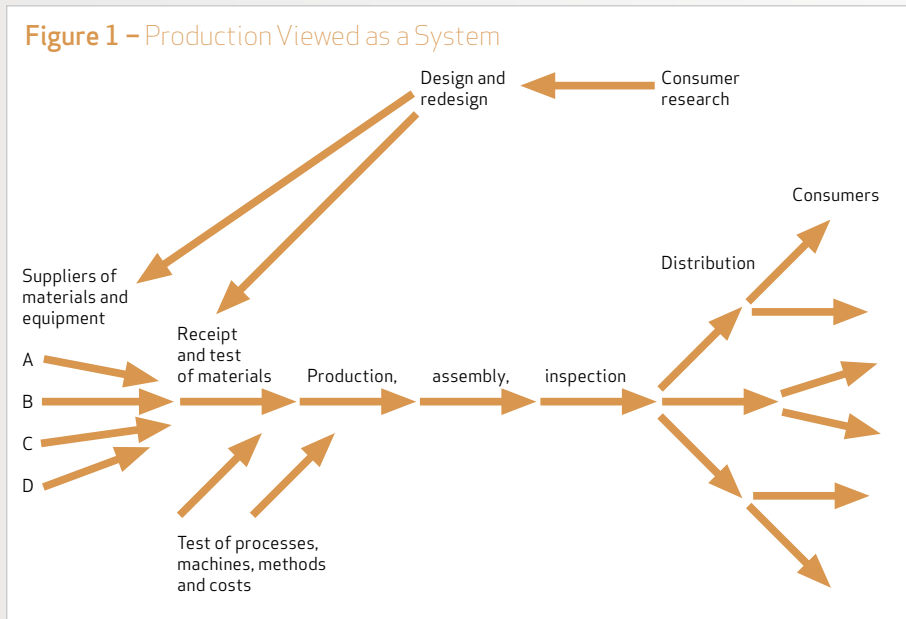 Figure 1 – Production Viewed as a System
Design and
redesign
Consumer
research
Consumers
Distribution
Suppliers of
materials and
equipment
Receipt
and test
of materials
Production,
assembly,
inspection
A
B
C
D
Test of processes,
machines, methods
and costs